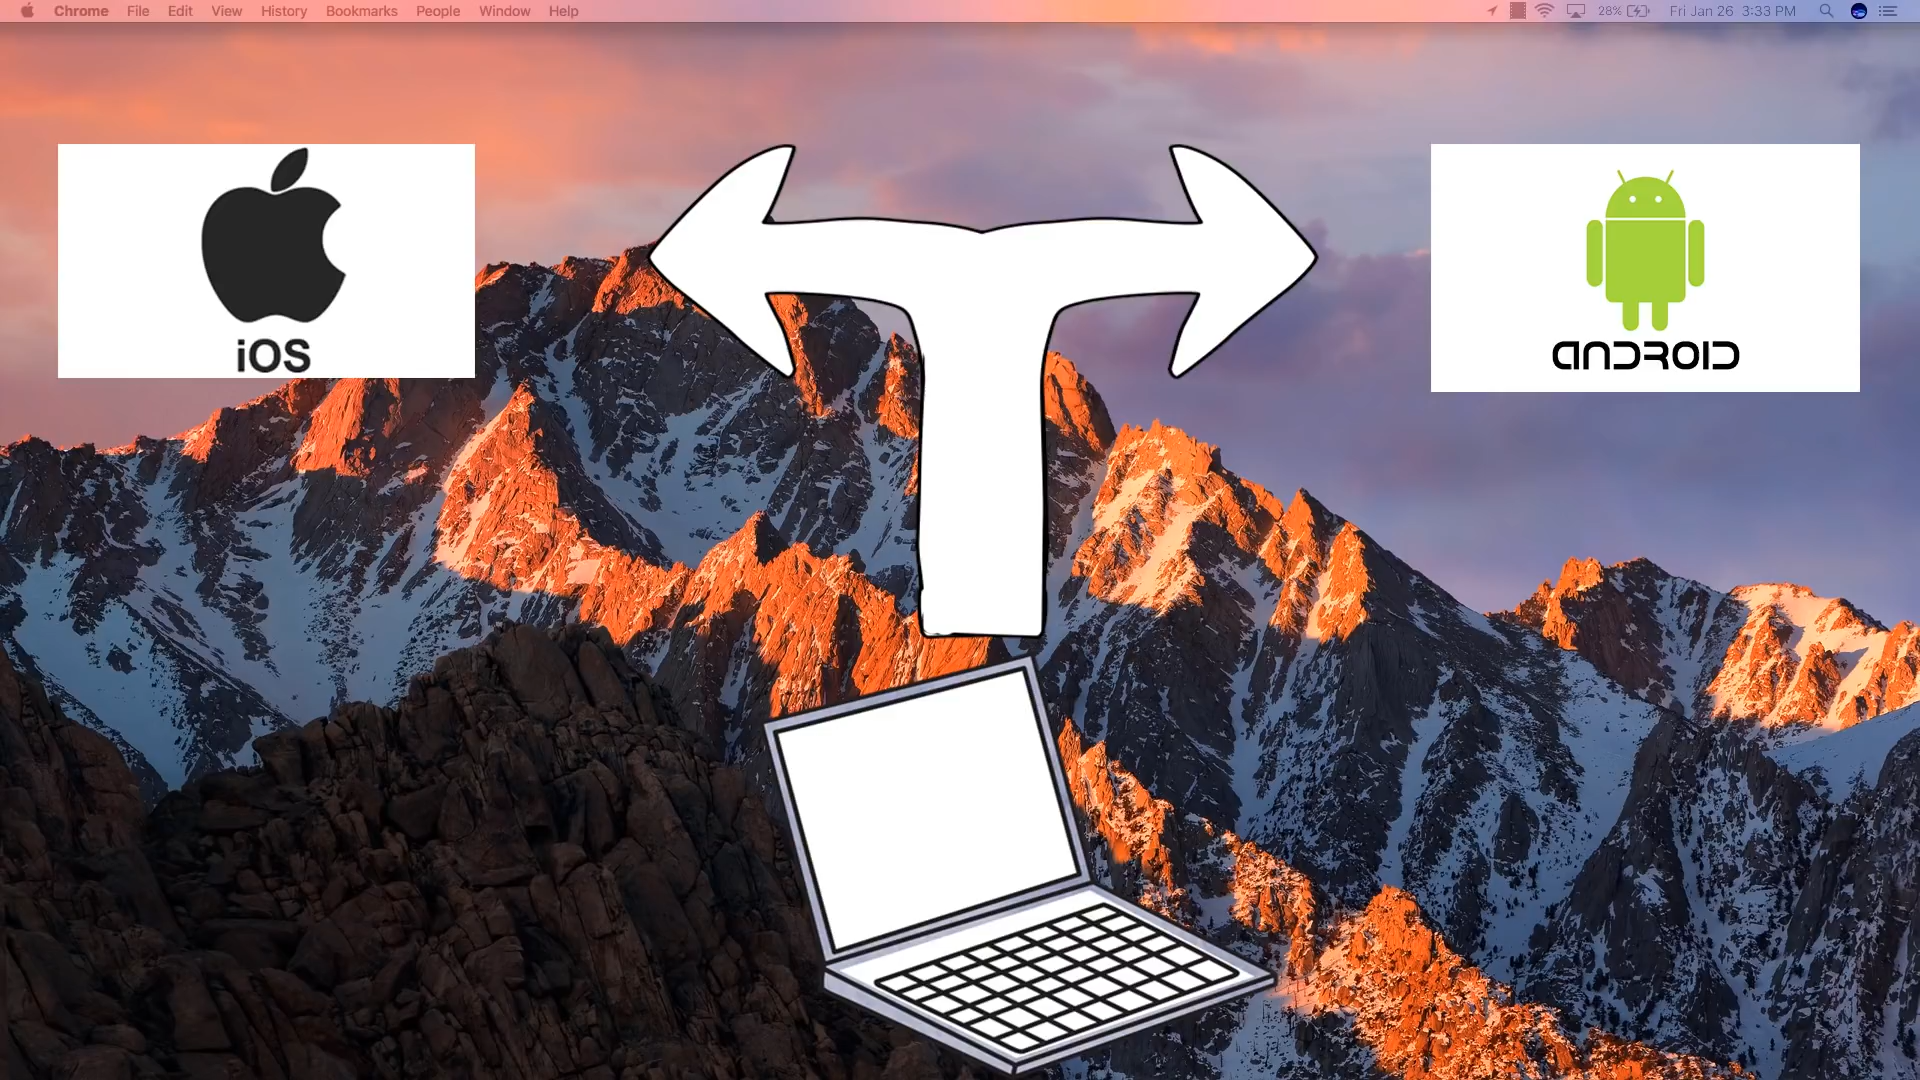 Chrome File Edit View History Bookmarks People Window Help 28% Fri Jan 26 3:33 PM
iOS
ANDROID